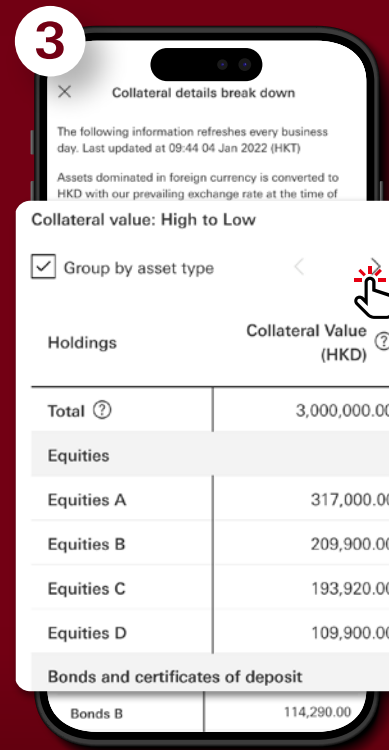 3
Collateral details break down
The following information refreshes every business
day. Last updated at 09:44 04 Jan 2022 (HKT)
Assets dominated in foreign currency is converted to
HKD with our prevailing exchange rate at the time of
Collateral value: High to Low
Group by asset type
Holdings
Collateral Value
(HKD)
Total
3,000,000.00
Equities
Equities A
317,000.00
Equities B
209,900.00
Equities C
193,920.00
Equities D
109,900.00
Bonds and certificates of deposit
Bonds B
114,290.00